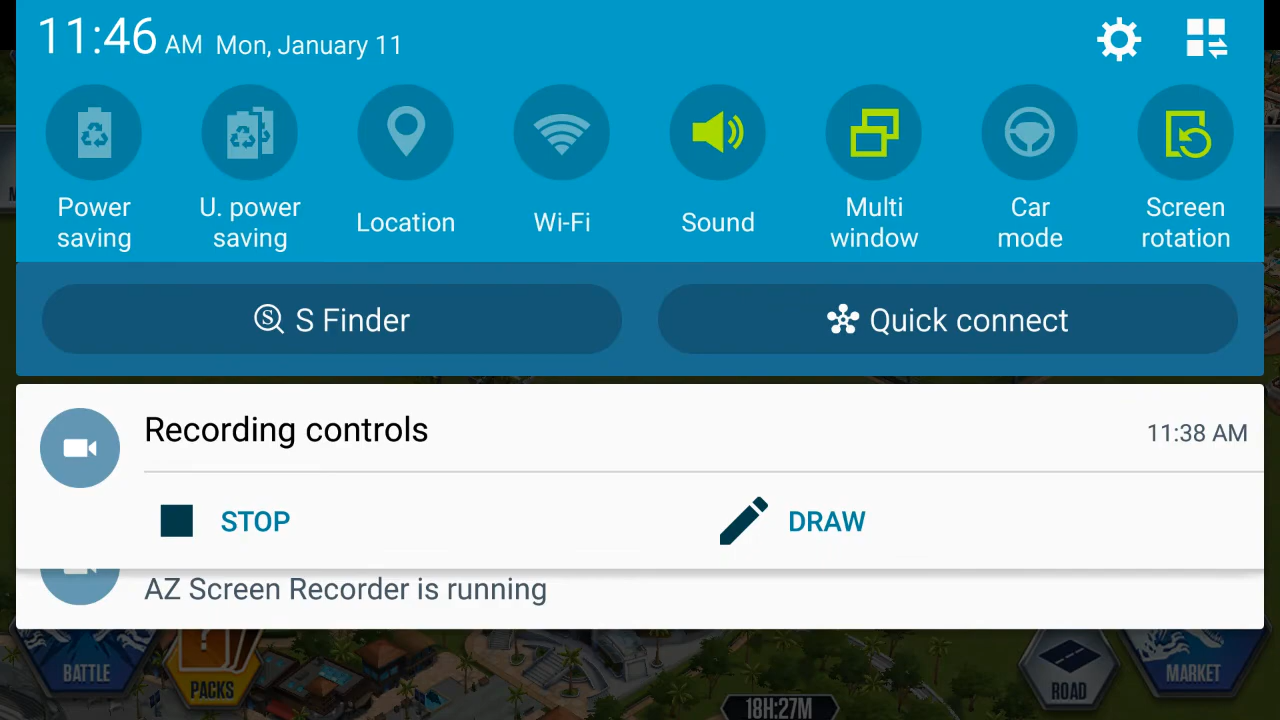 11:46 AM Mon, January 11
Power saving
U. power saving
Location
Wi-Fi
Sound
Multi window
Car mode
Screen rotation
S Finder
Quick connect
Recording controls
11:38 AM
STOP
DRAW
AZ Screen Recorder is running
BATTLE
PACKS
18H:27M
ROAD
MARKET